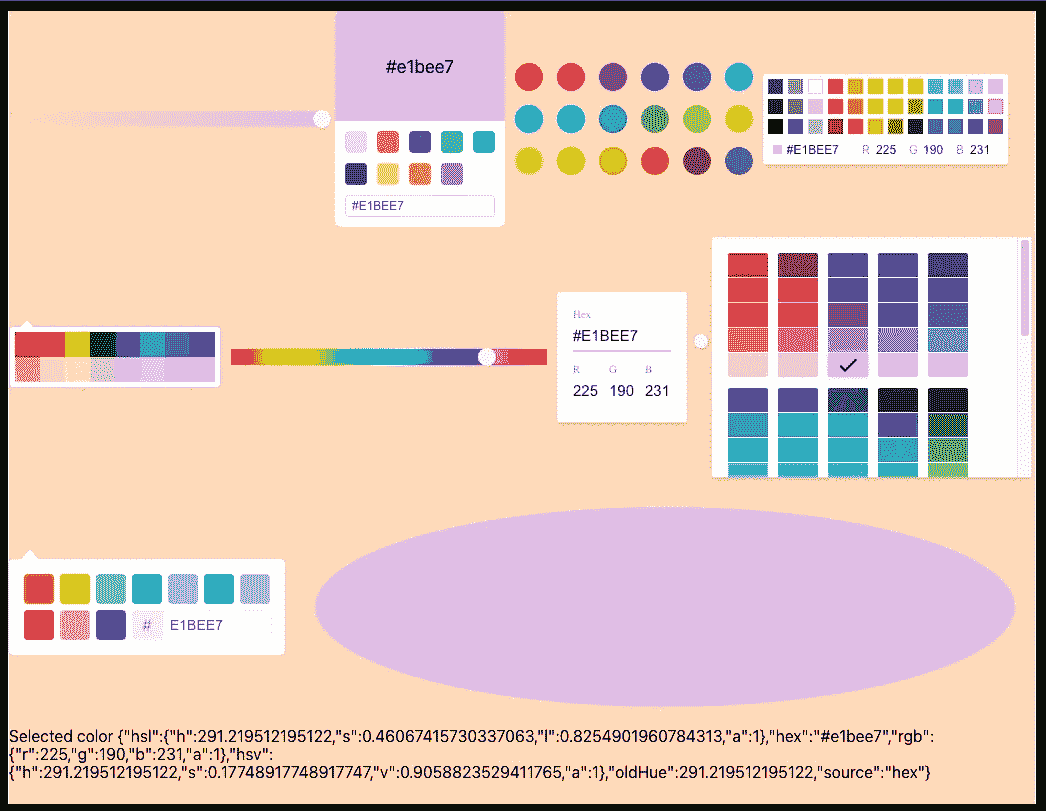 #e1bee7
#E1BEE7
#E1BEE7 R 225 G 190 B 231
Hex
#E1BEE7
R G B
225 190 231
# E1BEE7
Selected color {"hsl":{"h":291.219512195122,"s":0.46067415730337063,"l":0.8254901960784313,"a":1},"hex":"#e1bee7","rgb":
{"r":225,"g":190,"b":231,"a":1},"hsv":
{"h":291.219512195122,"s":0.17748917748917747,"v":0.9058823529411765,"a":1},"oldHue":291.219512195122,"source":"hex"}